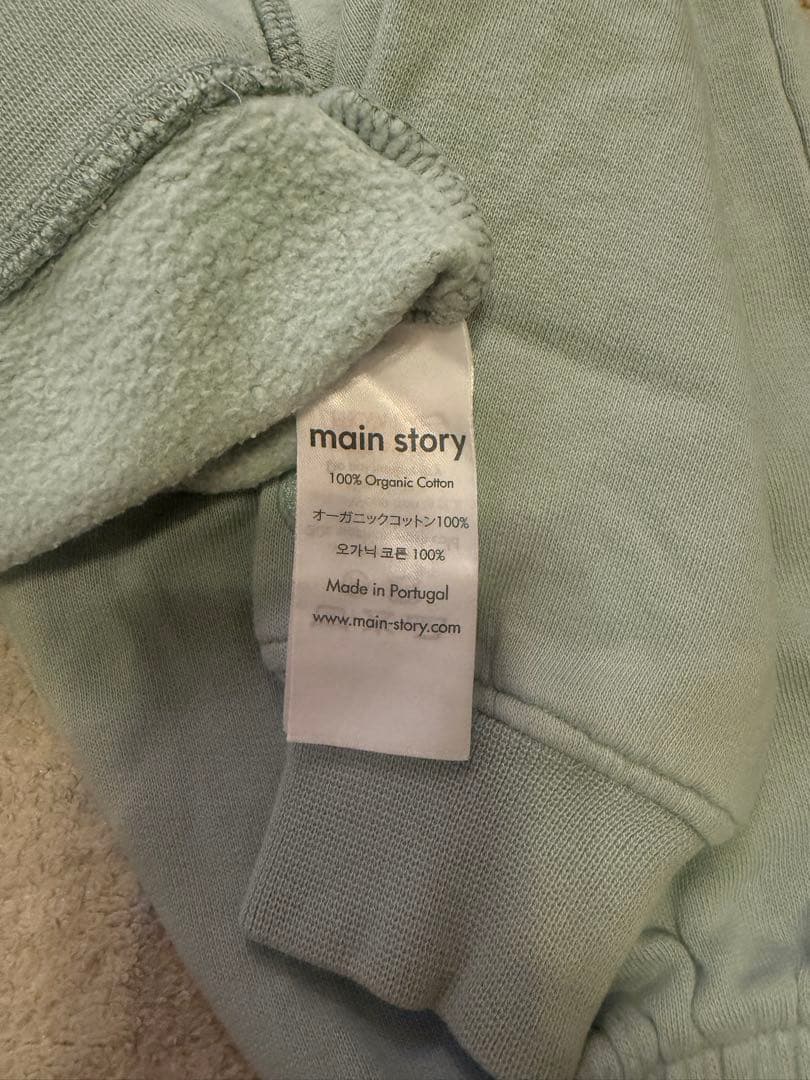 main story
100% Organic Cotton
オーガニックコットン100%
오가닉 코튼 100%
Made in Portugal
www.main-story.com